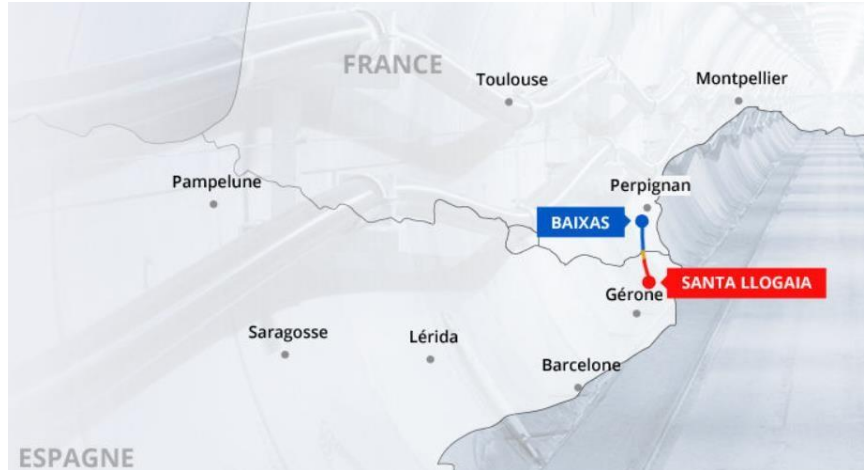 FRANCE
Toulouse
Montpellier
Pampelune
Perpignan
BAIXAS
SANTA LLOGAIA
Gérone
Saragosse
Lérida
Barcelone
ESPAGNE